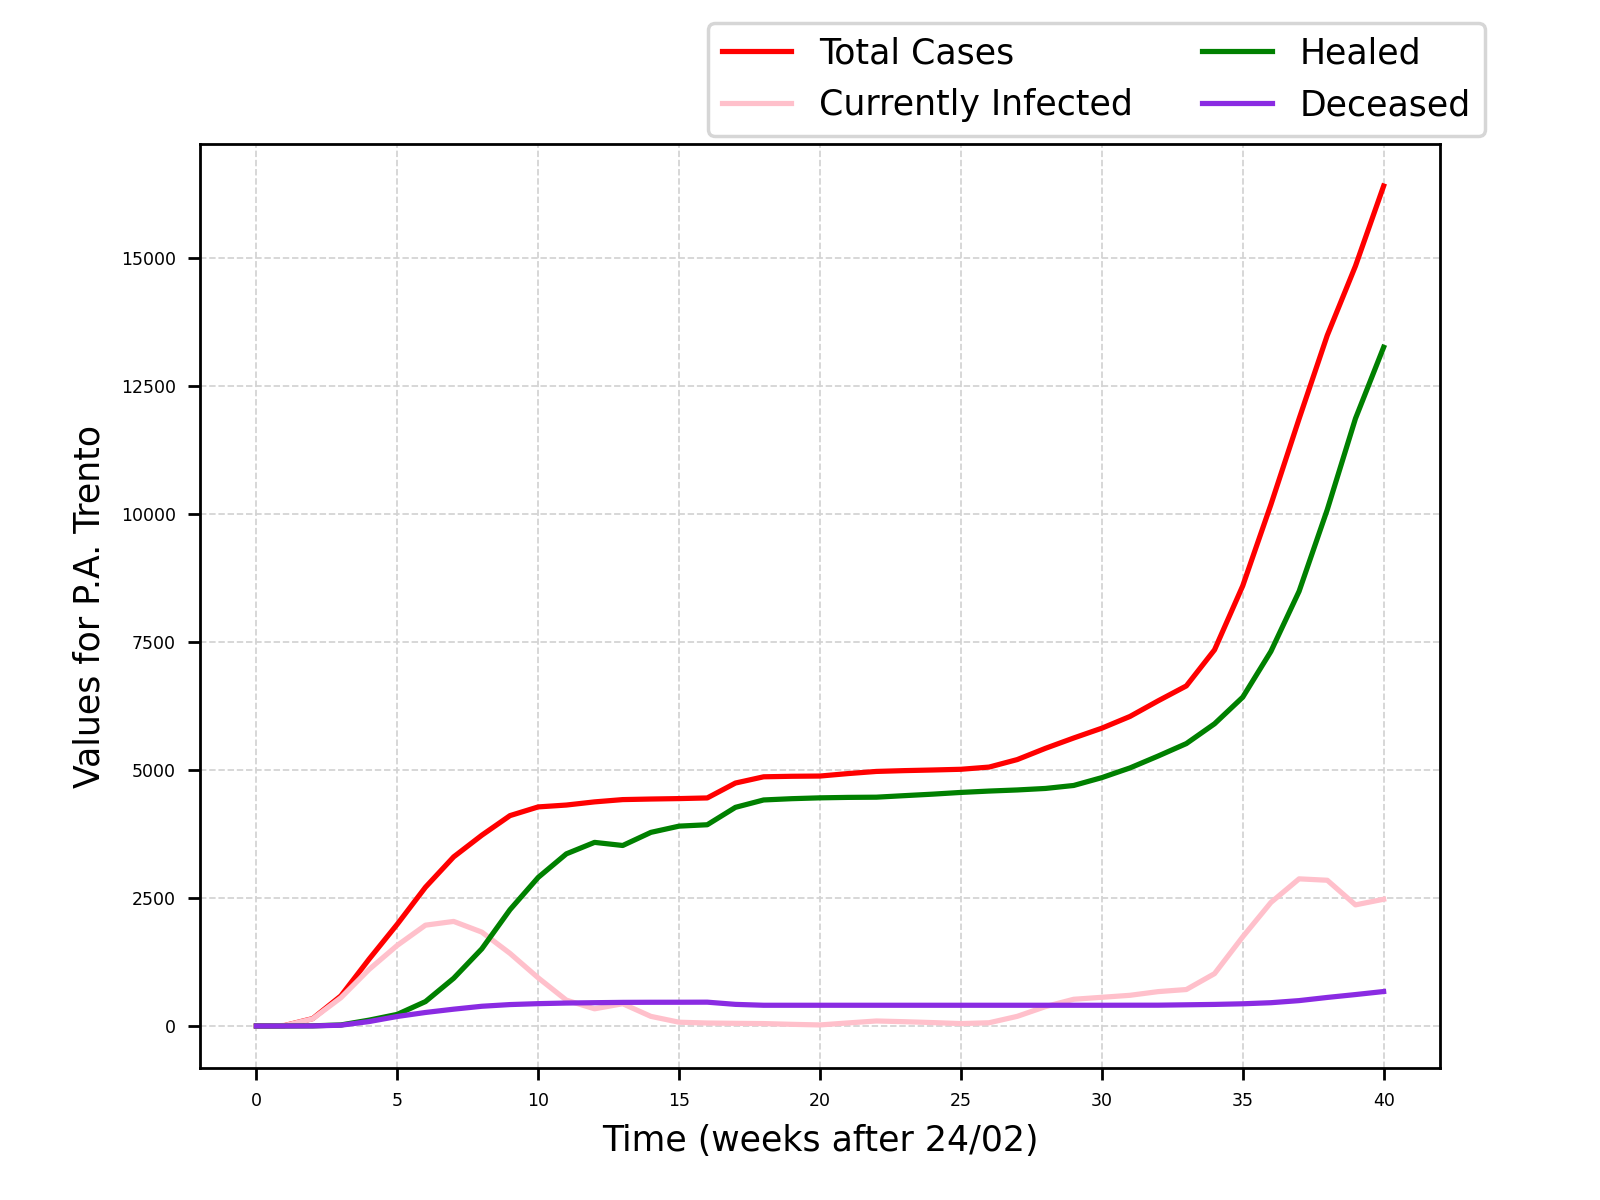 Total Cases
Currently Infected
Healed
Deceased
Values for P.A. Trento
15000
12500
10000
7500
5000
2500
0
0 5 10 15 20 25 30 35 40
Time (weeks after 24/02)